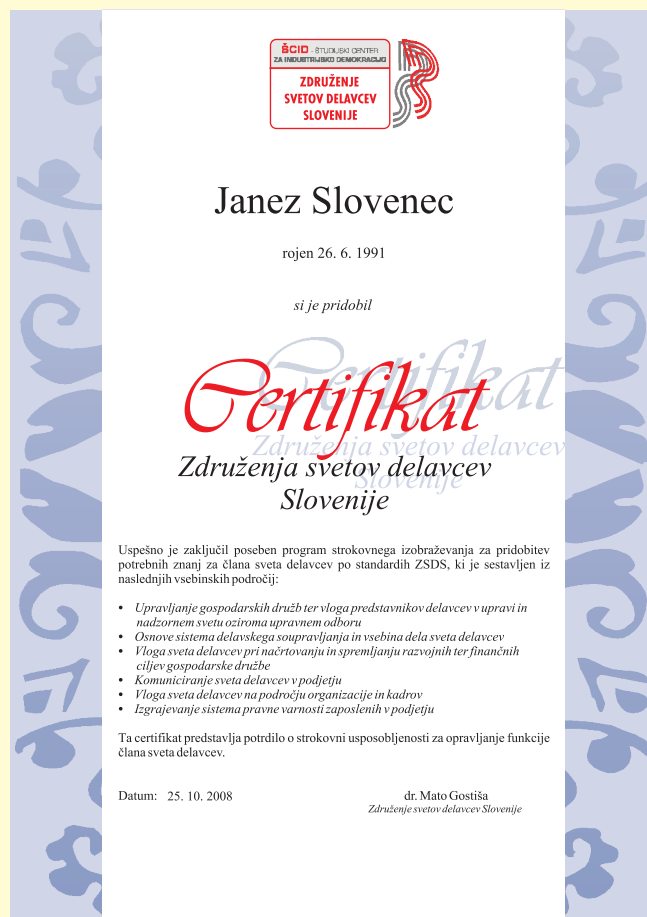 ŠCID - ŠTUDIJSKI CENTER
ZA INDUSTRIJSKO DEMOKRACIJO
ZDRUŽENJE
SVETOV DELAVCEV
SLOVENIJE
Janez Slovenec
rojen 26. 6. 1991
si je pridobil
Certifikat
Certifikat
Združenja svetov delavcev
Slovenije
Združenja svetov delavcev
Slovenije
Uspešno je zaključil poseben program strokovnega izobraževanja za pridobitev
potrebnih znanj za člana sveta delavcev po standardih ZSDS, ki je sestavljen iz
naslednjih vsebinskih področij:
• Upravljanje gospodarskih družb ter vloga predstavnikov delavcev v upravi in
nadzornem svetu oziroma upravnem odboru
• Osnove sistema delavskega soupravljanja in vsebina dela sveta delavcev
• Vloga sveta delavcev pri načrtovanju in spremljanju razvojnih ter finančnih
ciljev gospodarske družbe
• Komuniciranje sveta delavcev v podjetju
• Vloga sveta delavcev na področju organizacije in kadrov
• Izgrajevanje sistema pravne varnosti zaposlenih v podjetju
Ta certifikat predstavlja potrdilo o strokovni usposobljenosti za opravljanje funkcije
člana sveta delavcev.
Datum: 25. 10. 2008
dr. Mato Gostiša
Združenje svetov delavcev Slovenije